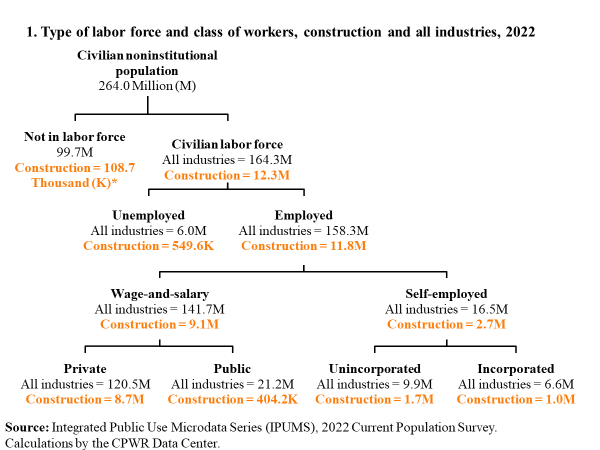 1. Type of labor force and class of workers, construction and all industries, 2022
Civilian noninstitutional
population
264.0 Million (M)
Not in labor force
99.7M
Construction = 108.7
Thousand (K)*
Civilian labor force
All industries = 164.3M
Construction = 12.3M
Unemployed
All industries = 6.0M
Construction = 549.6K
Employed
All industries = 158.3M
Construction = 11.8M
Wage-and-salary
All industries = 141.7M
Construction = 9.1M
Self-employed
All industries = 16.5M
Construction = 2.7M
Private
All industries = 120.5M
Construction = 8.7M
Public
All industries = 21.2M
Construction = 404.2K
Unincorporated
All industries = 9.9M
Construction = 1.7M
Incorporated
All industries = 6.6M
Construction = 1.0M
Source: Integrated Public Use Microdata Series (IPUMS), 2022 Current Population Survey.
Calculations by the CPWR Data Center.